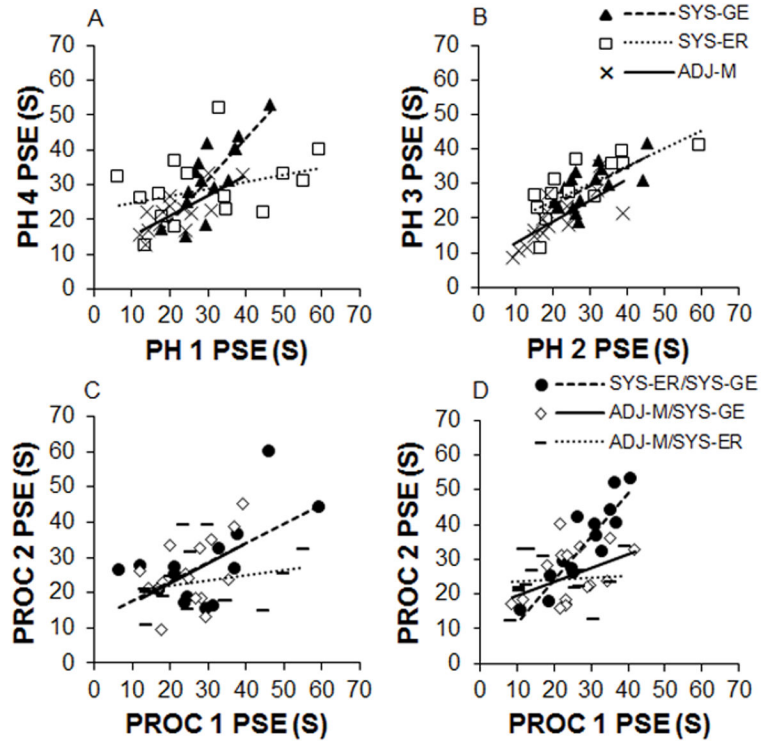 A
B
SYS-GE
SYS-ER
ADJ-M
70
60
50
40
30
20
10
0
PH 4 PSE (S)
0 10 20 30 40 50 60 70
PH 1 PSE (S)
70
60
50
40
30
20
10
0
PH 3 PSE (S)
0 10 20 30 40 50 60 70
PH 2 PSE (S)
C
D
SYS-ER/SYS-GE
ADJ-M/SYS-GE
ADJ-M/SYS-ER
70
60
50
40
30
20
10
0
PROC 2 PSE (S)
0 10 20 30 40 50 60 70
PROC 1 PSE (S)
70
60
50
40
30
20
10
0
PROC 2 PSE (S)
0 10 20 30 40 50 60 70
PROC 1 PSE (S)